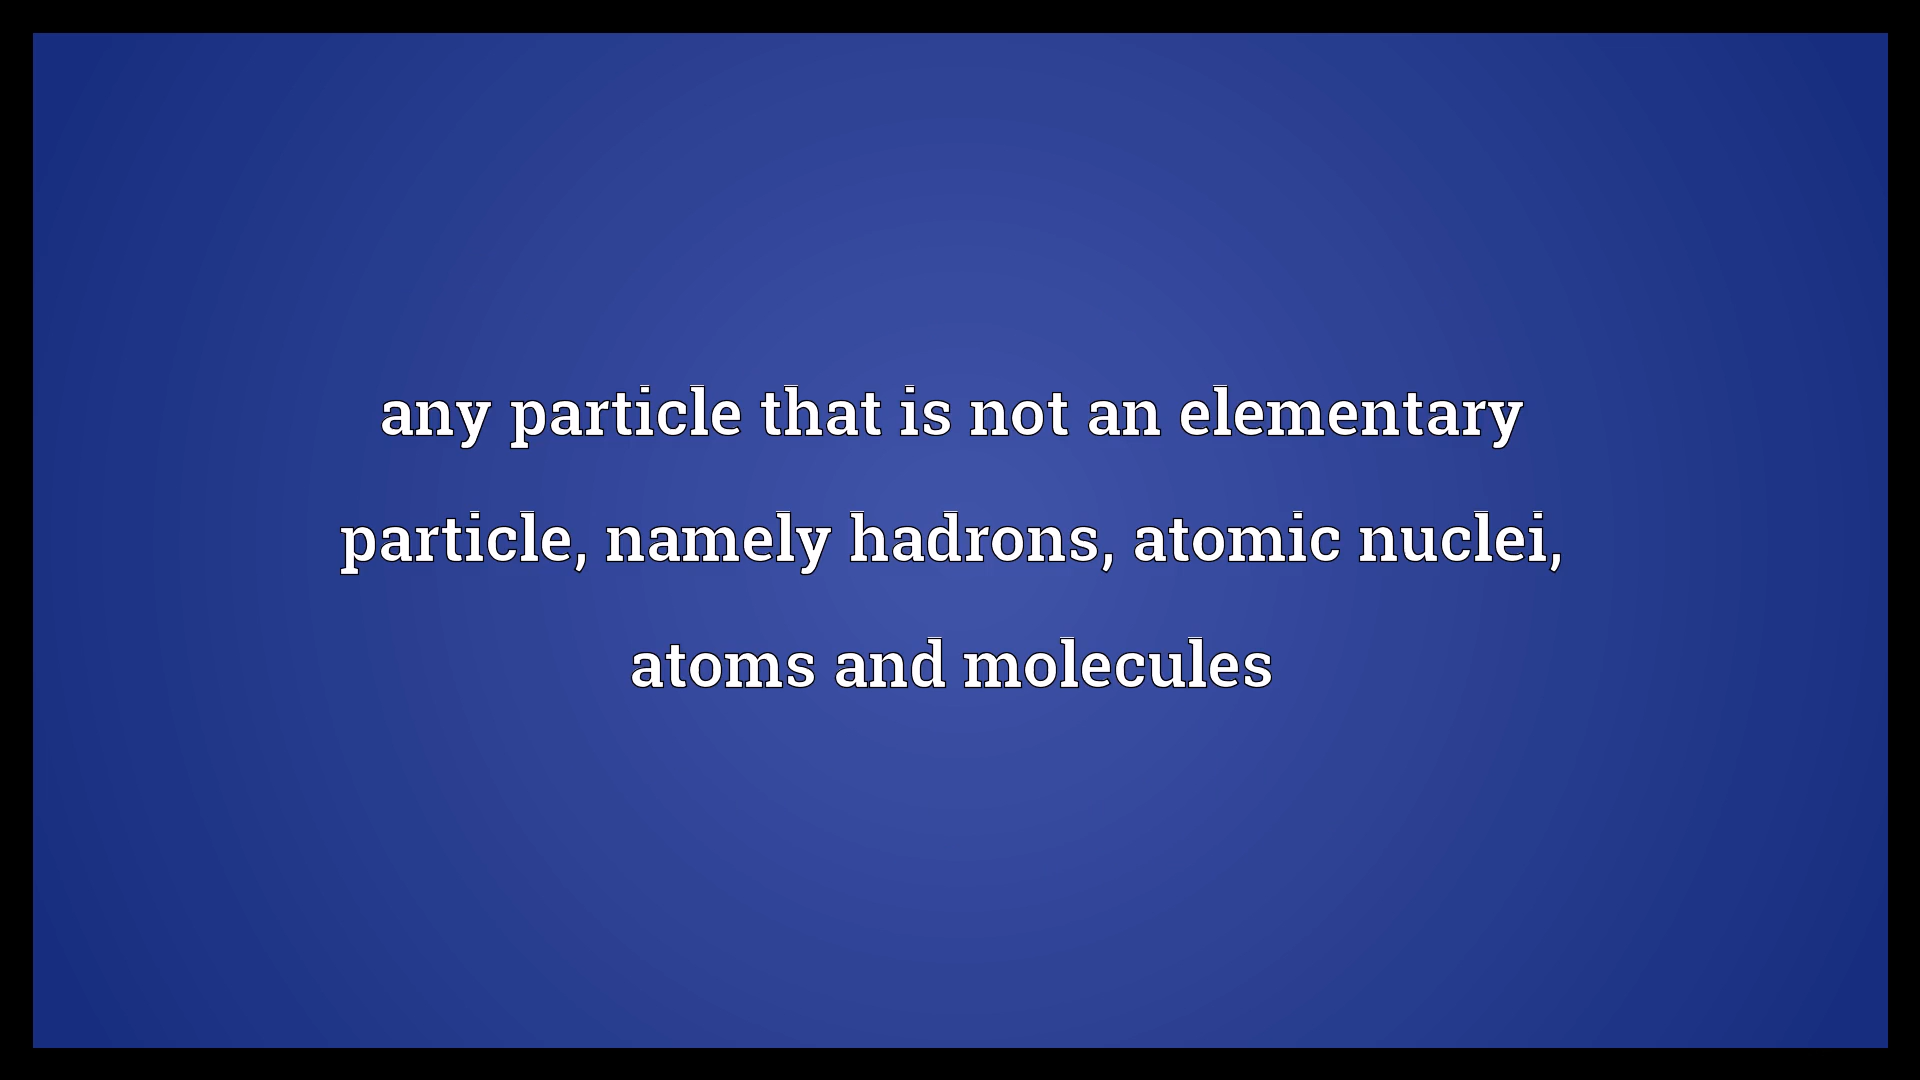 any particle that is not an elementary
particle, namely hadrons, atomic nuclei,
atoms and molecules